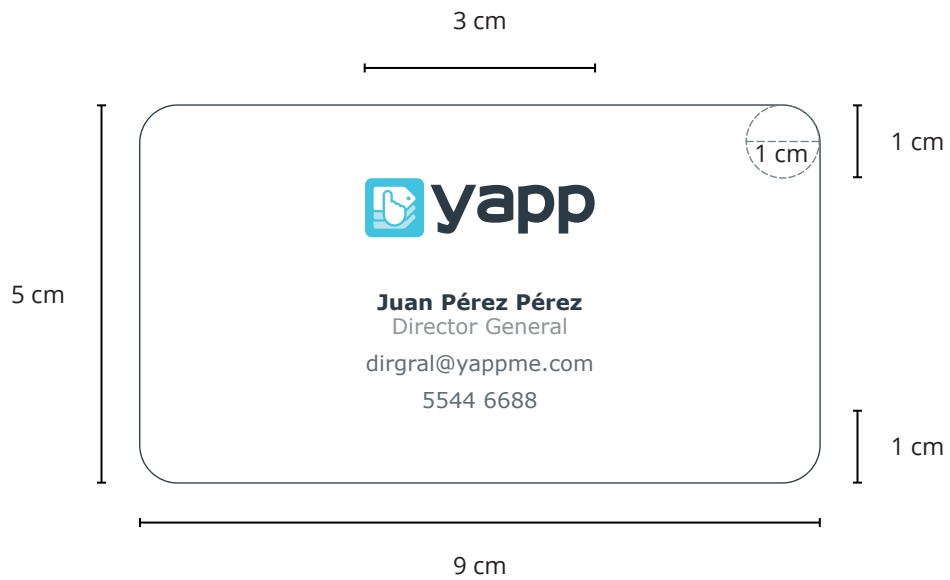 3 cm
1 cm
1 cm
yapp
5 cm
Juan Pérez Pérez
Director General
dirgral@yappme.com
5544 6688
1 cm
9 cm